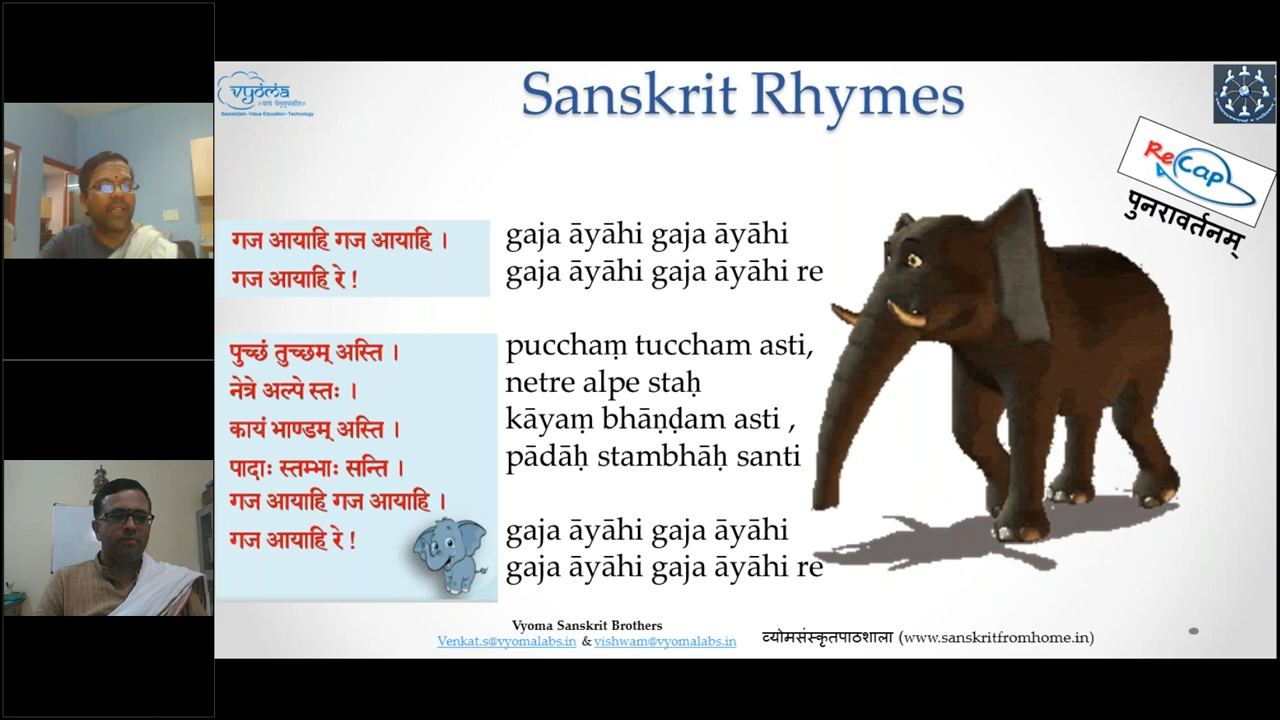 Sanskrit Rhymes
vyoma
Samskrtam - Value Education - Technology
ReCap
पुनरावर्तनम्
गज आयाहि गज आयाहि ।
गज आयाहि रे !
gaja āyāhi gaja āyāhi
gaja āyāhi gaja āyāhi re
पुच्छं तुच्छम् अस्ति ।
नेत्रे अल्पे स्तः ।
कायं भाण्डम् अस्ति ।
पादाः स्तम्भाः सन्ति ।
गज आयाहि गज आयाहि ।
गज आयाहि रे !
pucchaṃ tuccham asti,
netre alpe staḥ
kāyaṃ bhāṇḍam asti ,
pādāḥ stambhāḥ santi
gaja āyāhi gaja āyāhi
gaja āyāhi gaja āyāhi re
Vyoma Sanskrit Brothers
Venkat.s@vyomalabs.in & vishwam@vyomalabs.in
व्योमसंस्कृतपाठशाला (www.sanskritfromhome.in)